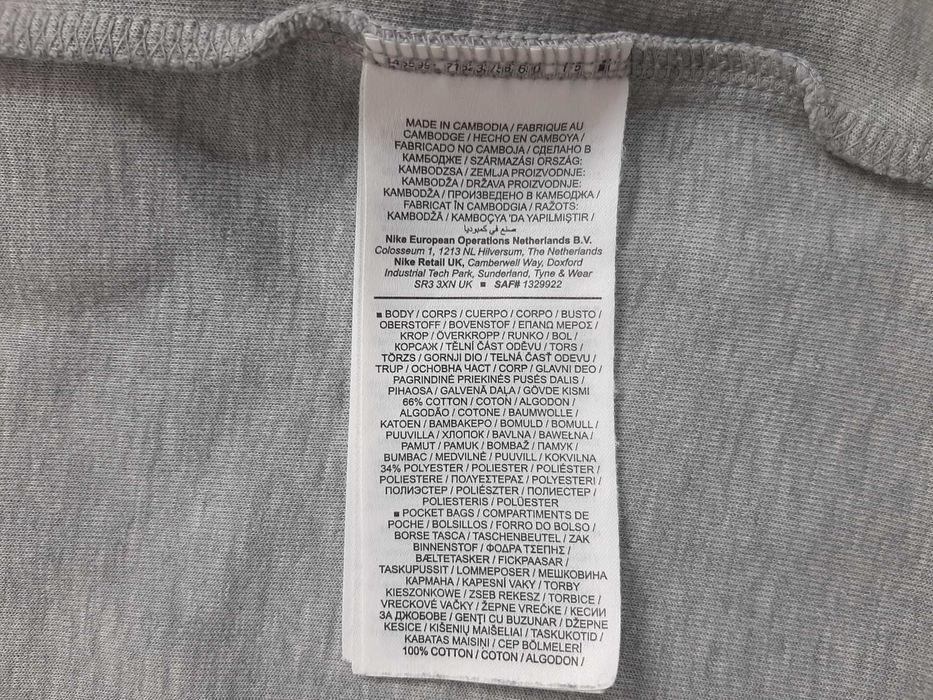 MADE IN CAMBODIA / FABRIQUE AU
CAMBODGE / HECHO EN CAMBOYA /
FABRICADO NO CAMBOJA / СДЕЛАНО В
КАМБОДЖЕ / SZÁRMAZÁSI ORSZÁG:
KAMBODZSA / ZEMLJA PROIZVODNJE:
KAMBODŽA / DRŽAVA PROIZVODNJE:
KAMBODŽA / ПРОИЗВЕДЕНО В КАМБОДЖА /
FABRICAT ÎN CAMBODGIA / RAŽOTS:
KAMBODŽĀ / KAMBOÇYA 'DA YAPILMIŞTIR /
صنع في كمبوديا
Nike European Operations Netherlands B.V.
Colosseum 1, 1213 NL Hilversum, The Netherlands
Nike Retail UK, Camberwell Way, Doxford
Industrial Tech Park, Sunderland, Tyne & Wear
SR3 3XN UK ■ SAF# 1329922
■ BODY / CORPS / CUERPO / CORPO / BUSTO /
OBERSTOFF / BOVENSTOF / ΕΠΑΝΩ ΜΕΡΟΣ /
KROP / ÖVERKROPP / RUNKO / BOL /
КОРСАЖ / TĚLNÍ ČÁST ODĚVU / TORS /
TÖRZS / GORNJI DIO / TELNÁ ČASŤ ODEVU /
TRUP / ОСНОВНА ЧАСТ / CORP / GLAVNI DEO /
PAGRINDINĖ PRIEKINĖS PUSĖS DALIS /
PIHAOSA / GALVENĀ DAĻA / GÖVDE KISMI
66% COTTON / COTON / ALGODON /
ALGODÃO / COTONE / BAUMWOLLE /
KATOEN / ΒΑΜΒΑΚΕΡΟ / BOMULD / BOMULL /
PUUVILLA / ХЛОПОК / BAVLNA / BAWEŁNA /
PAMUT / PAMUK / BOMBAŽ / ПАМУК /
BUMBAC / MEDVILNĖ / PUUVILL / KOKVILNA
34% POLYESTER / POLIESTER / POLIÉSTER /
POLIESTERE / ΠΟΛΥΕΣΤΕΡΑΣ / POLYESTERI /
ПОЛИЭСТЕР / POLIÉSZTER / ПОЛИЕСТЕР /
POLIESTERIS / POLÜESTER
■ POCKET BAGS / COMPARTIMENTS DE
POCHE / BOLSILLOS / FORRO DO BOLSO /
BORSE TASCA / TASCHENBEUTEL / ZAK
BINNENSTOF / ΦΟΔΡΑ ΤΣΕΠΗΣ /
BÆLTETASKER / FICKPAASAR /
TASKUPUSSIT / LOMMEPOSER / МЕШКОВИНА
КАРМАНА / KAPESNÍ VAKY / TORBY
KIESZONKOWE / ZSEB REKESZ / TORBICE /
VRECKOVÉ VAČKY / ŽEPNE VREČKE / КЕСИИ
ЗА ДЖОБОВЕ / GENŢI CU BUZUNAR / DŽEPNE
KESICE / KIŠENIŲ MAIŠELIAI / TASKUKOTID /
KABATAS MAISIŅI / CEP BÖLMELERİ
100% COTTON / COTON / ALGODON /